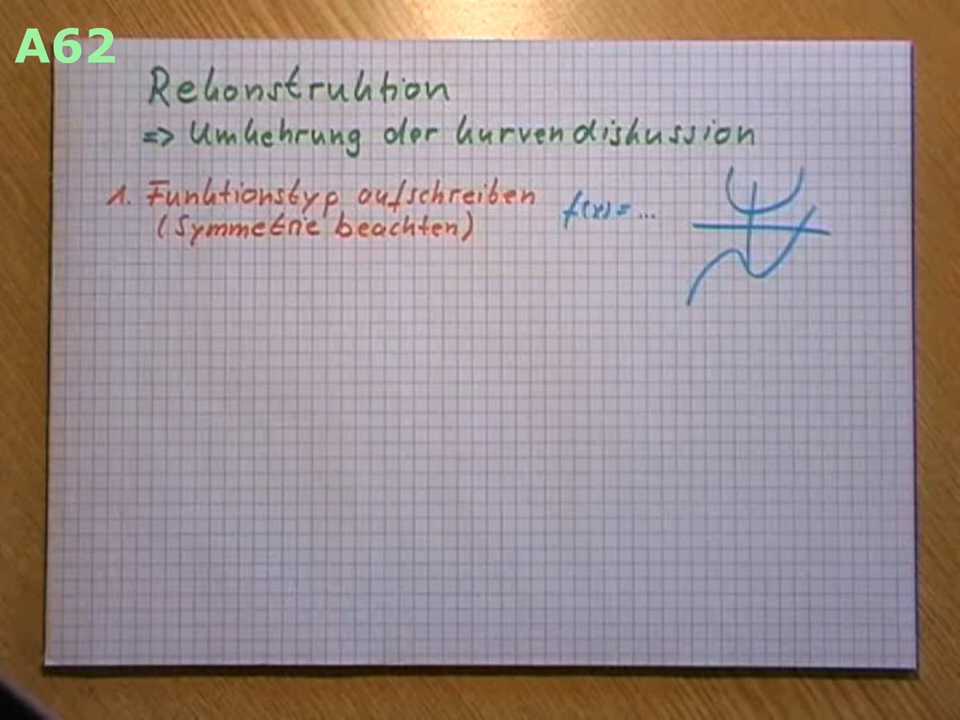 A62
Rekonstruktion
=> Umkehrung der Kurvendiskussion
1. Funktionstyp aufschreiben f(x) = ...
(Symmetrie beachten)